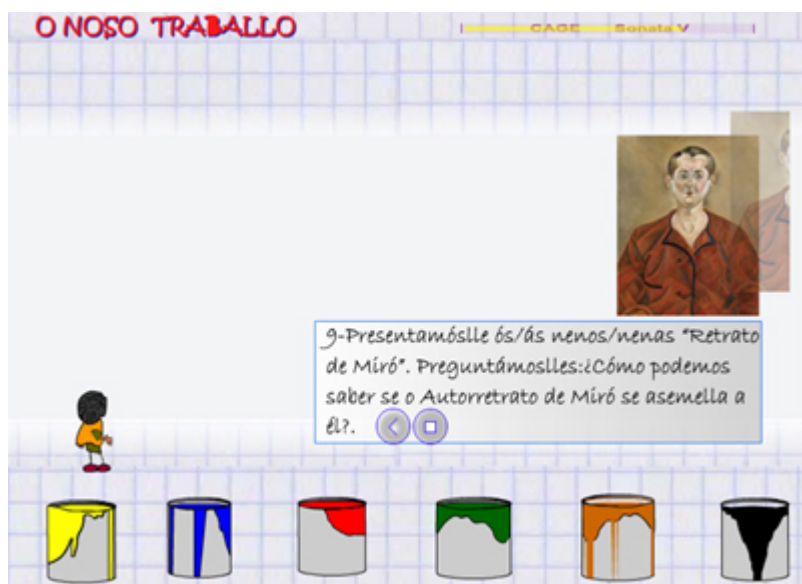 O NOSO TRABALLO
CAGE Sonata V
9-Presentamóslle ós/ás nenos/nenas "Retrato
de Miró". Preguntámoslles:¿Cómo podemos
saber se o Autorretrato de Miró se asemella a
él?.